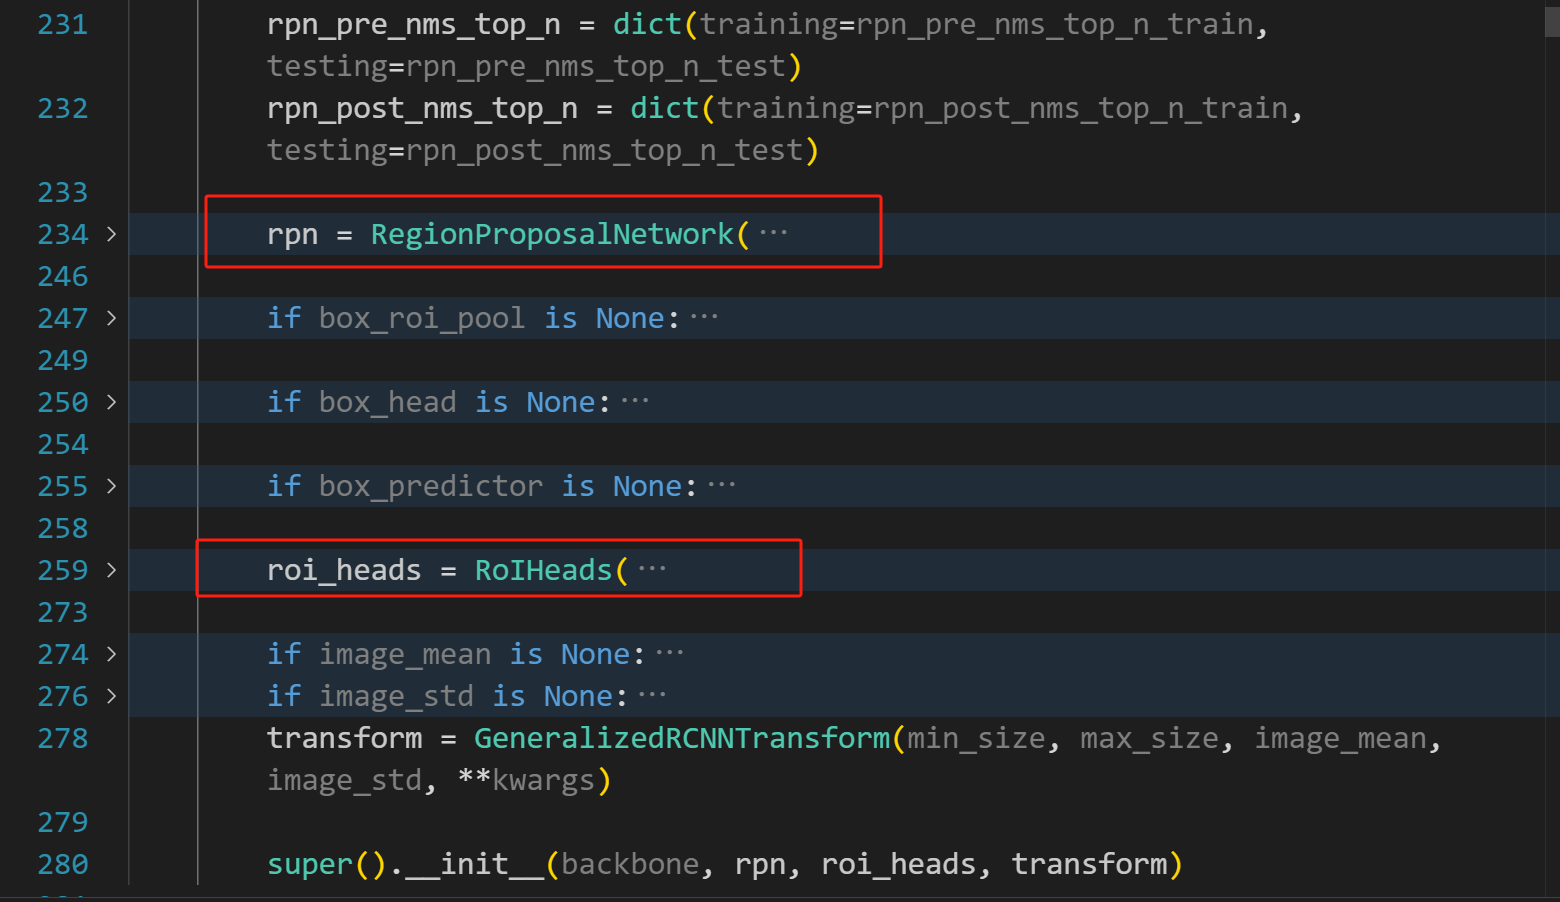 231 rpn_pre_nms_top_n = dict(training=rpn_pre_nms_top_n_train,
testing=rpn_pre_nms_top_n_test)
232 rpn_post_nms_top_n = dict(training=rpn_post_nms_top_n_train,
testing=rpn_post_nms_top_n_test)
233
234 > rpn = RegionProposalNetwork(···
246
247 > if box_roi_pool is None:···
249
250 > if box_head is None:···
254
255 > if box_predictor is None:···
258
259 > roi_heads = RoIHeads(···
273
274 > if image_mean is None:···
276 > if image_std is None:···
278 transform = GeneralizedRCNNTransform(min_size, max_size, image_mean,
image_std, **kwargs)
279
280 super().__init__(backbone, rpn, roi_heads, transform)